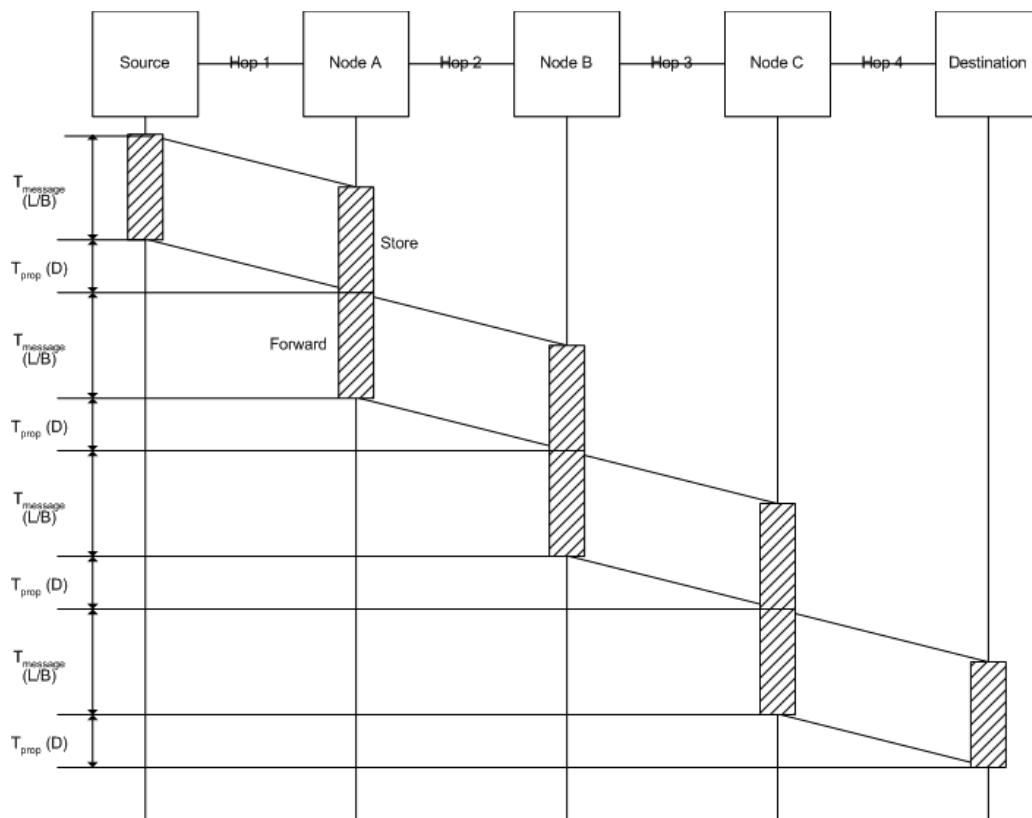 Source
Hop 1
Node A
Hop 2
Node B
Hop 3
Node C
Hop 4
Destination
T_message
(L/B)
Store
T_prop (D)
T_message
(L/B)
Forward
T_prop (D)
T_message
(L/B)
T_prop (D)
T_message
(L/B)
T_prop (D)